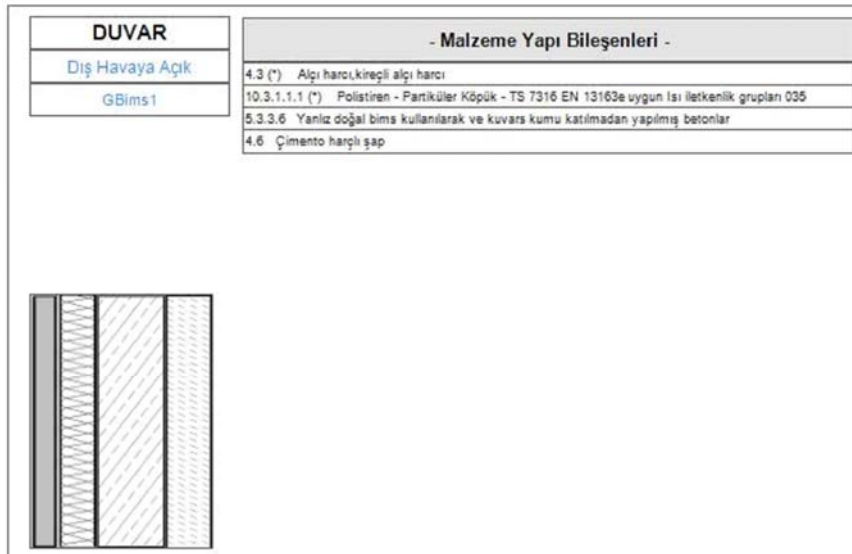 DUVAR
Dış Havaya Açık
GBims1
- Malzeme Yapı Bileşenleri -
4.3 (*) Alçı harcı,kireçli alçı harcı
10.3.1.1.1 (*) Polistiren - Partiküler Köpük - TS 7316 EN 13163e uygun Isı iletkenlik grupları 035
5.3.3.6 Yanlız doğal bims kullanılarak ve kuvars kumu katılmadan yapılmış betonlar
4.6 Çimento harçlı şap